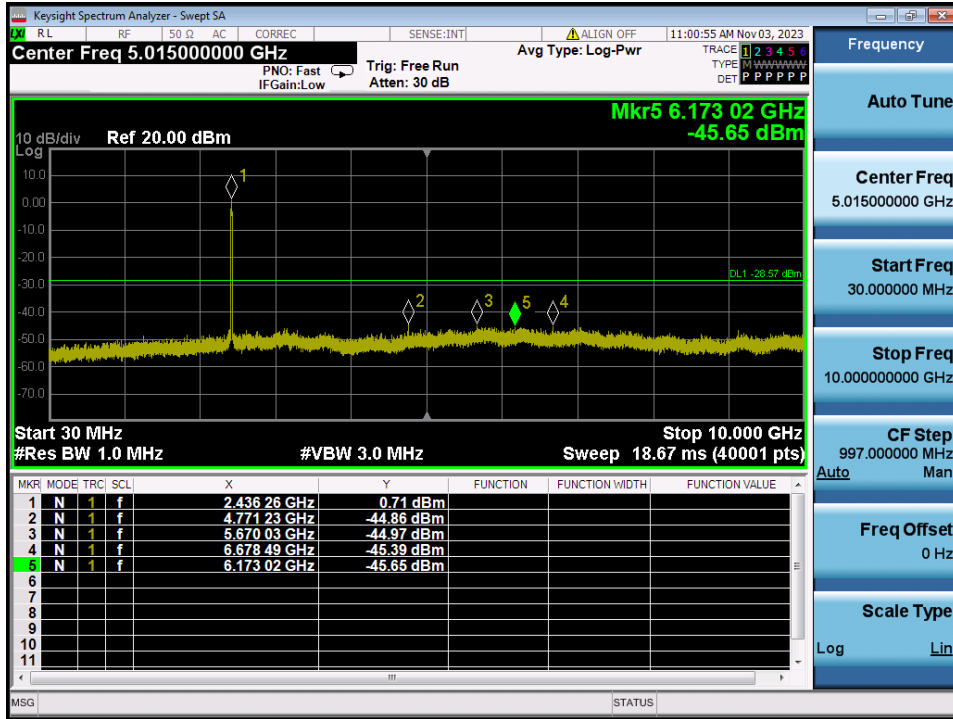 Keysight Spectrum Analyzer - Swept SA
LXI RL RF 50 Ω AC CORREC SENSE:INT ALIGN OFF 11:00:55 AM Nov 03, 2023
Center Freq 5.015000000 GHz
PNO: Fast
IFGain:Low
Trig: Free Run
Atten: 30 dB
Avg Type: Log-Pwr
TRACE 1 2 3 4 5 6
TYPE M WWWWW
DET P P P P P P
Mkr5 6.173 02 GHz
-45.65 dBm
10 dB/div Ref 20.00 dBm
Log
10.0
0.00
-10.0
-20.0
-30.0
-40.0
-50.0
-60.0
-70.0
1
DL1 -28.57 dBm
2
3
5
4
Start 30 MHz Stop 10.000 GHz
#Res BW 1.0 MHz #VBW 3.0 MHz Sweep 18.67 ms (40001 pts)
MKR MODE TRC SCL X Y FUNCTION FUNCTION WIDTH FUNCTION VALUE
1 N 1 f 2.436 26 GHz 0.71 dBm
2 N 1 f 4.771 23 GHz -44.86 dBm
3 N 1 f 5.670 03 GHz -44.97 dBm
4 N 1 f 6.678 49 GHz -45.39 dBm
5 N 1 f 6.173 02 GHz -45.65 dBm
6
7
8
9
10
11
MSG STATUS
Frequency
Auto Tune
Center Freq
5.015000000 GHz
Start Freq
30.000000 MHz
Stop Freq
10.000000000 GHz
CF Step
997.000000 MHz
Auto Man
Freq Offset
0 Hz
Scale Type
Log Lin